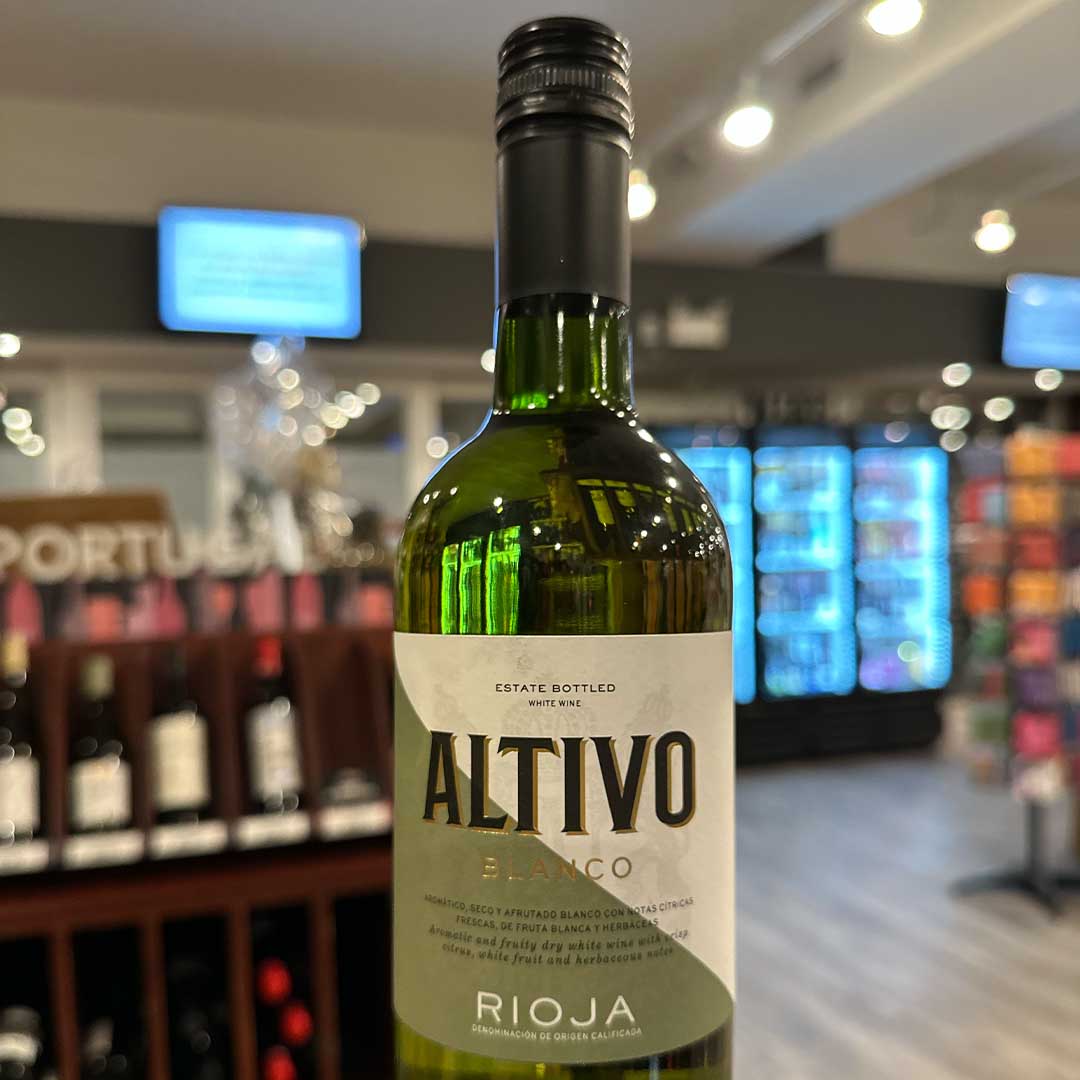 PORTUGAL
ESTATE BOTTLED
WHITE WINE
ALTIVO
BLANCO
AROMÁTICO, SECO Y AFRUTADO BLANCO CON NOTAS CÍTRICAS
FRESCAS, DE FRUTA BLANCA Y HERBÁCEAS
Aromatic and fruity dry white wine with crisp
citrus, white fruit and herbaceous notes
RIOJA
DENOMINACIÓN DE ORIGEN CALIFICADA